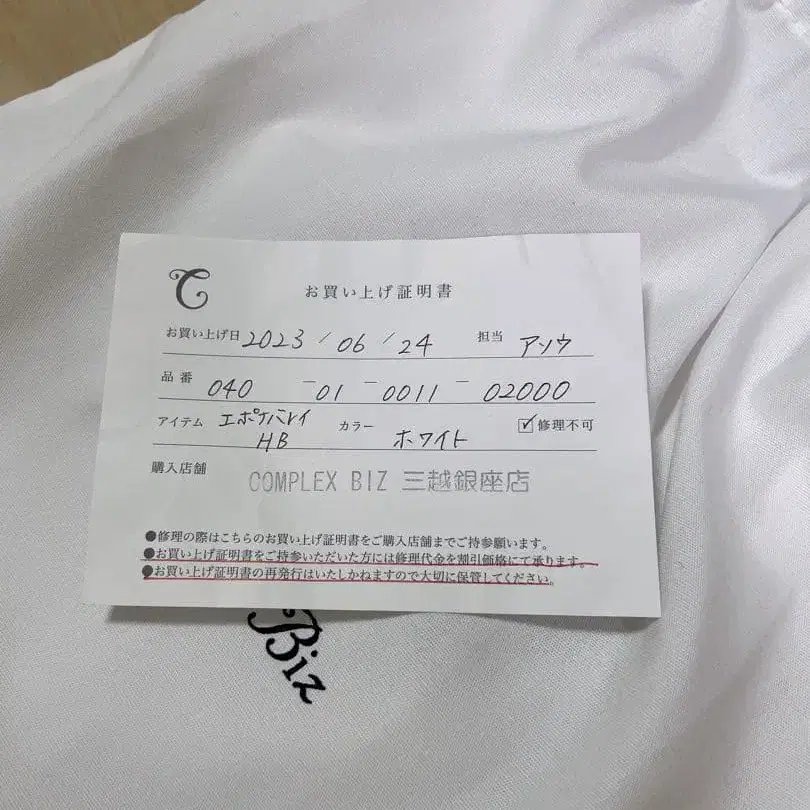 C
お買い上げ証明書
お買い上げ日 2023 / 06 / 24 担当 アソウ
品番 040 - 01 - 0011 - 02000
アイテム エポケバレイ HB カラー ホワイト ☑修理不可
購入店舗 COMPLEX BIZ 三越銀座店
●修理の際はこちらのお買い上げ証明書をご購入店舗までご持参願います。
●お買い上げ証明書をご持参いただいた方には修理代金を割引価格にて承ります。
●お買い上げ証明書の再発行はいたしかねますので大切に保管してください。
Biz